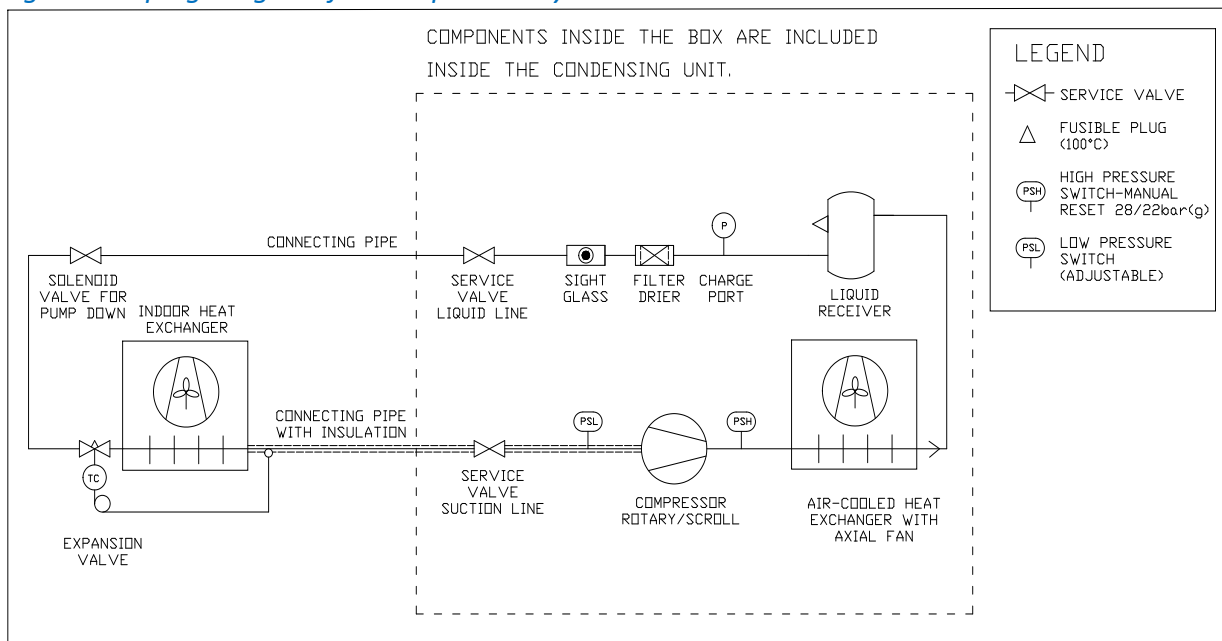 COMPONENTS INSIDE THE BOX ARE INCLUDED
INSIDE THE CONDENSING UNIT.
LEGEND
SERVICE VALVE
FUSIBLE PLUG
(100°C)
PSH
HIGH PRESSURE
SWITCH-MANUAL
RESET 28/22bar(g)
PSL
LOW PRESSURE
SWITCH
(ADJUSTABLE)
P
CONNECTING PIPE
SOLENOID
VALVE FOR
PUMP DOWN
SERVICE
VALVE
LIQUID LINE
SIGHT
GLASS
FILTER
DRIER
CHARGE
PORT
LIQUID
RECEIVER
INDOOR HEAT
EXCHANGER
CONNECTING PIPE
WITH INSULATION
PSL
PSH
TC
EXPANSION
VALVE
SERVICE
VALVE
SUCTION LINE
COMPRESSOR
ROTARY/SCROLL
AIR-COOLED HEAT
EXCHANGER WITH
AXIAL FAN